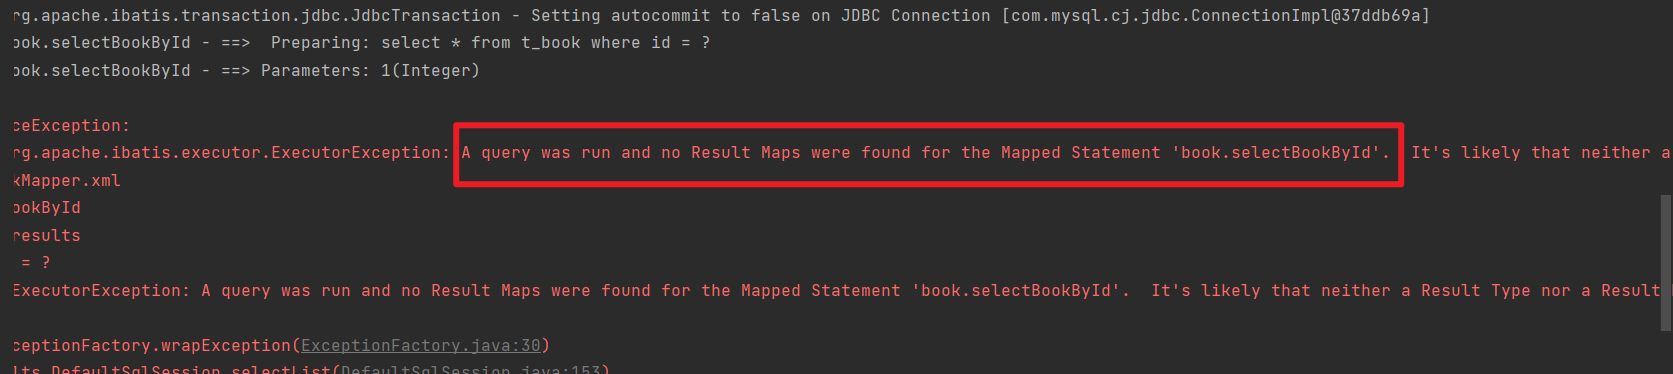 rg.apache.ibatis.transaction.jdbc.JdbcTransaction - Setting autocommit to false on JDBC Connection [com.mysql.cj.jdbc.ConnectionImpl@37ddb69a]
ook.selectBookById - ==>  Preparing: select * from t_book where id = ?
ook.selectBookById - ==> Parameters: 1(Integer)
ceException:
rg.apache.ibatis.executor.ExecutorException: A query was run and no Result Maps were found for the Mapped Statement 'book.selectBookById'.  It's likely that neither a
kMapper.xml
ookById
results
= ?
ExecutorException: A query was run and no Result Maps were found for the Mapped Statement 'book.selectBookById'.  It's likely that neither a Result Type nor a Result
ceptionFactory.wrapException(ExceptionFactory.java:30)
lts.DefaultSqlSession.selectList(DefaultSqlSession.java:153)